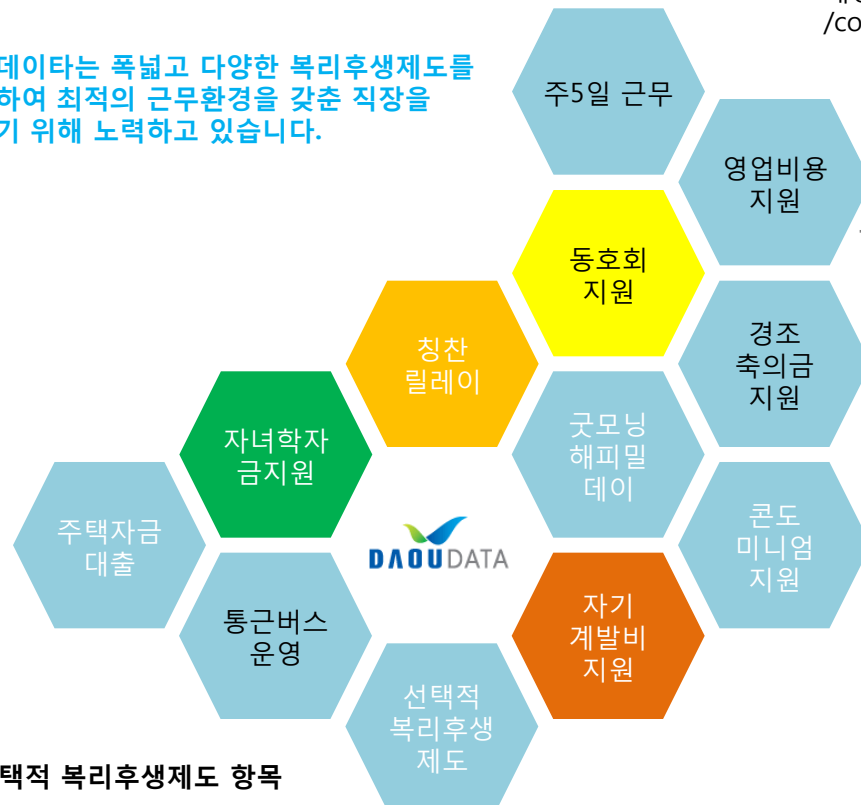 /co
데이타는 폭넓고 다양한 복리후생제도를
하여 최적의 근무환경을 갖춘 직장을
기 위해 노력하고 있습니다.
주5일 근무
영업비용
지원
동호회
지원
칭찬
릴레이
경조
축의금
지원
자녀학자
금지원
굿모닝
해피밀
데이
주택자금
대출
DAOUDATA
콘도
미니엄
지원
통근버스
운영
자기
계발비
지원
선택적
복리후생
제도
택적 복리후생제도 항목